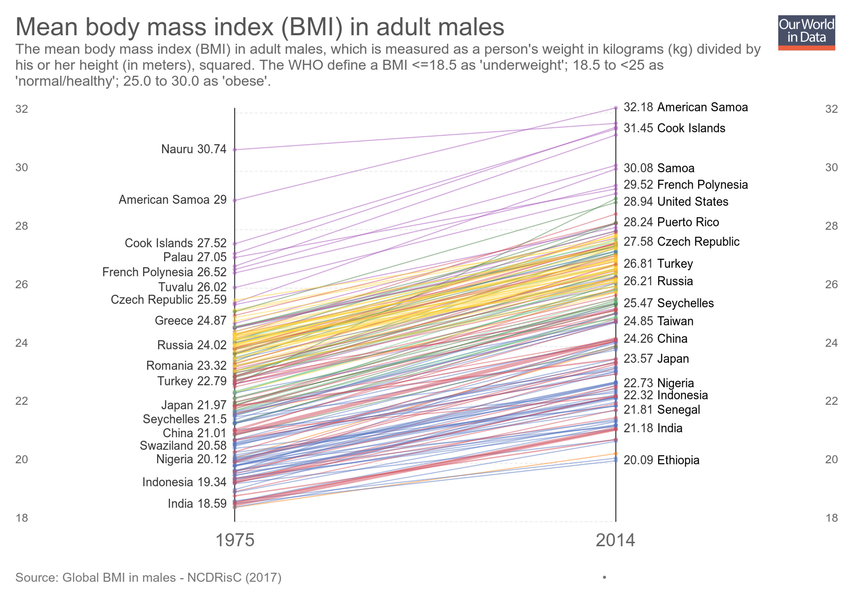 Mean body mass index (BMI) in adult males
Our World
in Data
The mean body mass index (BMI) in adult males, which is measured as a person's weight in kilograms (kg) divided by
his or her height (in meters), squared. The WHO define a BMI <=18.5 as 'underweight'; 18.5 to <25 as
'normal/healthy'; 25.0 to 30.0 as 'obese'.
32
30
28
26
24
22
20
18
Nauru 30.74
American Samoa 29
Cook Islands 27.52
Palau 27.05
French Polynesia 26.52
Tuvalu 26.02
Czech Republic 25.59
Greece 24.87
Russia 24.02
Romania 23.32
Turkey 22.79
Japan 21.97
Seychelles 21.5
China 21.01
Swaziland 20.58
Nigeria 20.12
Indonesia 19.34
India 18.59
32.18 American Samoa
31.45 Cook Islands
30.08 Samoa
29.52 French Polynesia
28.94 United States
28.24 Puerto Rico
27.58 Czech Republic
26.81 Turkey
26.21 Russia
25.47 Seychelles
24.85 Taiwan
24.26 China
23.57 Japan
22.73 Nigeria
22.32 Indonesia
21.81 Senegal
21.18 India
20.09 Ethiopia
32
30
28
26
24
22
20
18
1975
2014
Source: Global BMI in males - NCDRisC (2017)